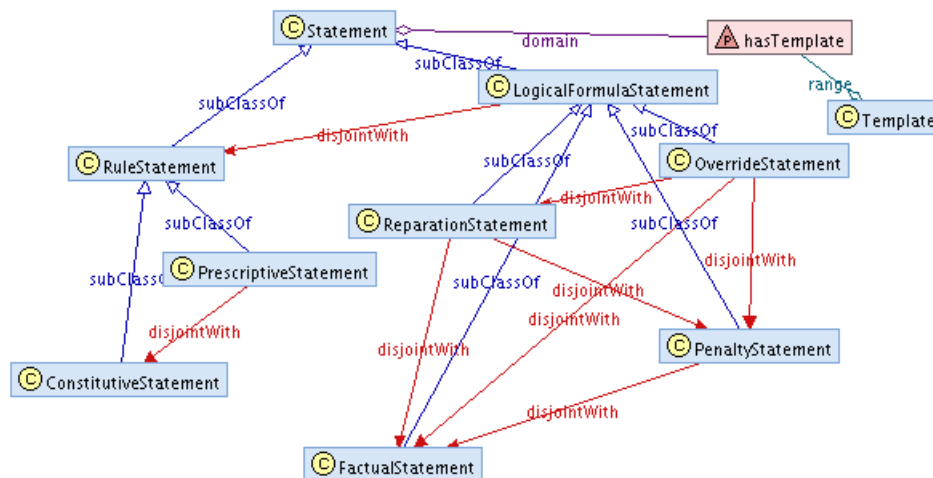 C Statement
P hasTemplate
domain
subClassOf
C LogicalFormulaStatement
range
subClassOf
C Template
disjointWith
subClassOf
C RuleStatement
subClassOf
C OverrideStatement
disjointWith
C ReparationStatement
subClassOf
subClassOf
disjointWith
C PrescriptiveStatement
subClassOf
subClassOf
disjointWith
disjointWith
disjointWith
disjointWith
C PenaltyStatement
C ConstitutiveStatement
disjointWith
C FactualStatement